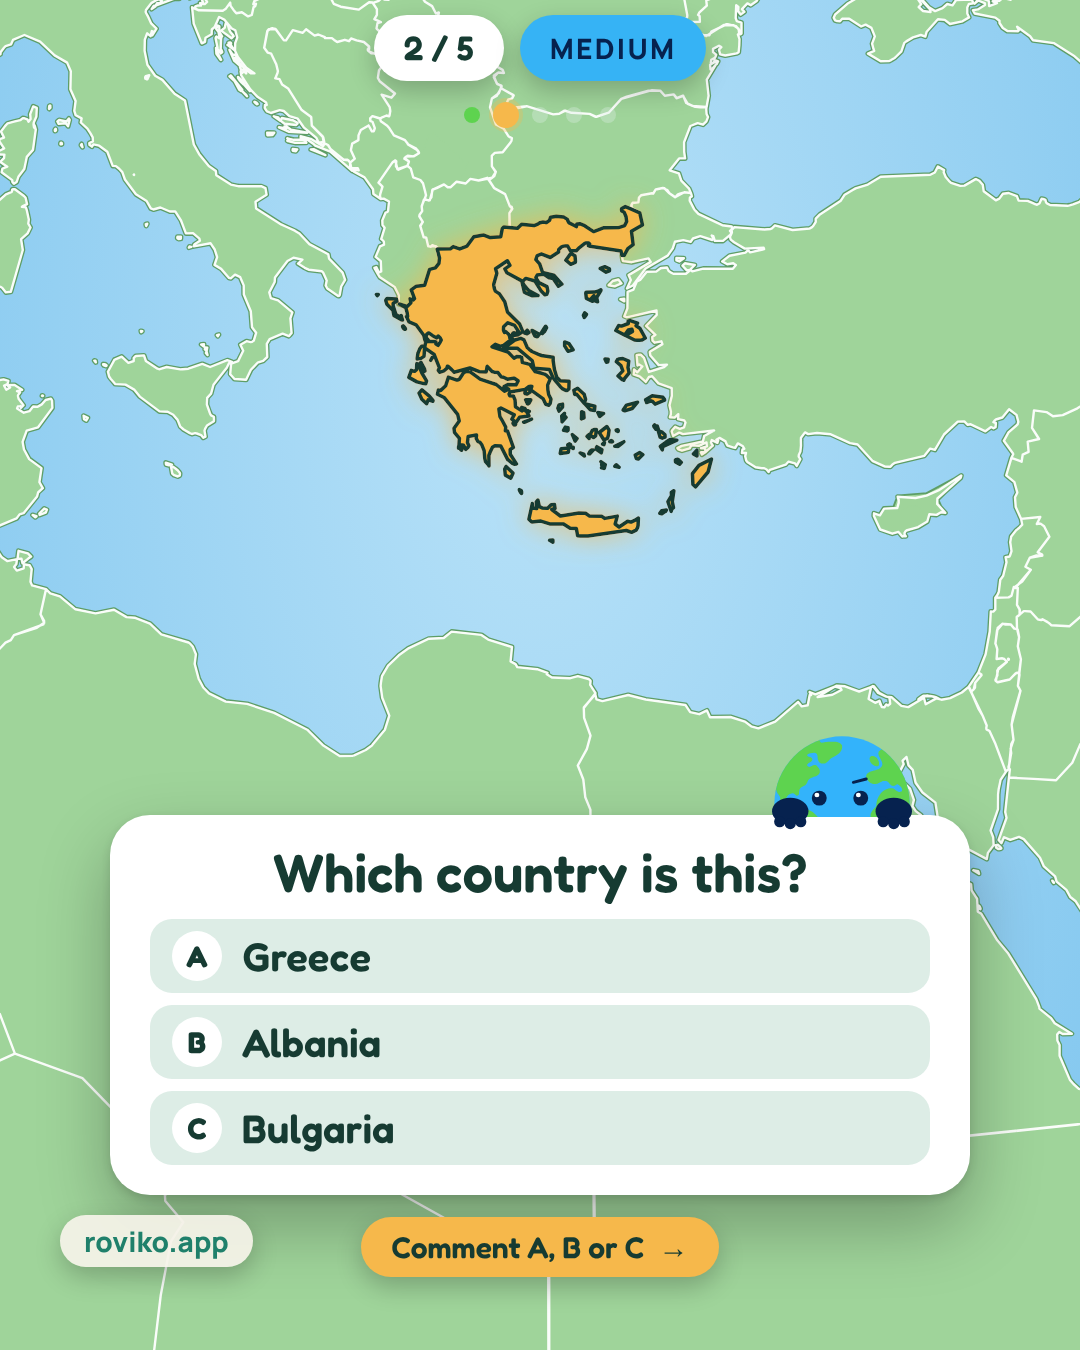 2 / 5
MEDIUM
Which country is this?
A Greece
B Albania
C Bulgaria
roviko.app
Comment A, B or C →